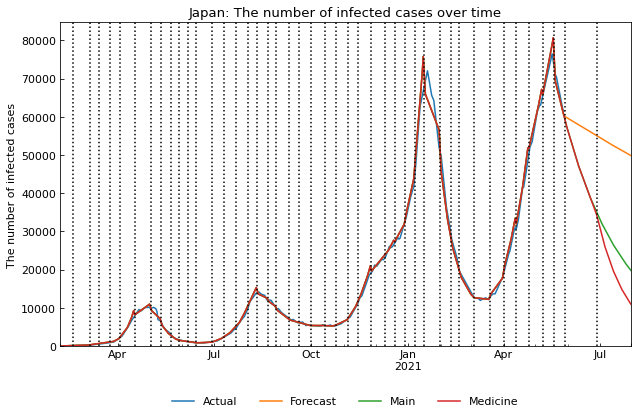 Japan: The number of infected cases over time
The number of infected cases
80000
70000
60000
50000
40000
30000
20000
10000
0
Apr Jul Oct Jan Apr Jul
2021
Actual Forecast Main Medicine